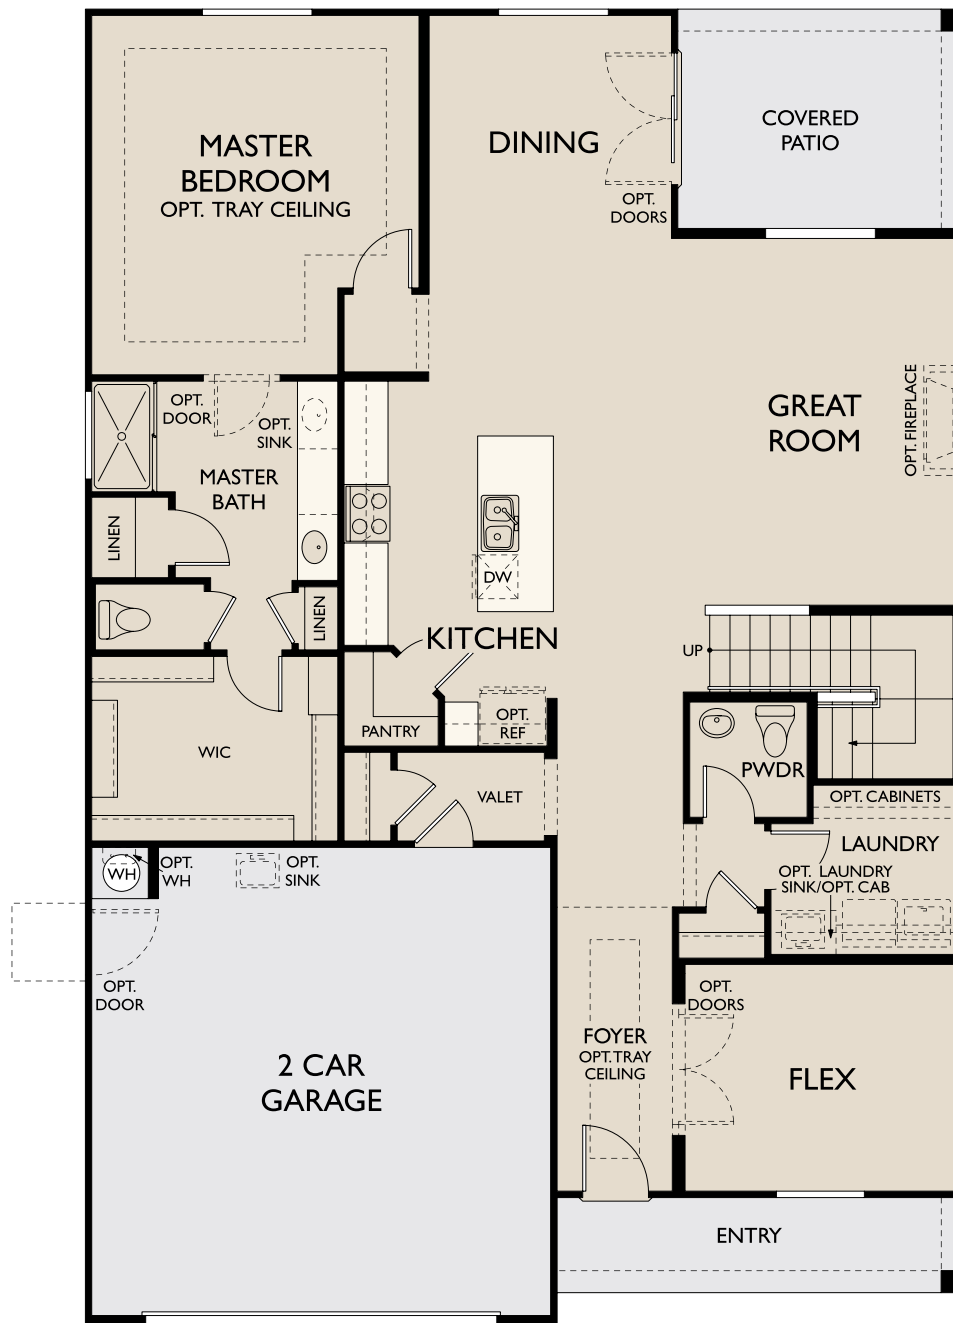 MASTER
BEDROOM
OPT. TRAY CEILING
DINING
OPT.
DOORS
COVERED
PATIO
OPT.
DOOR
OPT.
SINK
MASTER
BATH
LINEN
LINEN
GREAT
ROOM
OPT. FIREPLACE
DW
KITCHEN
UP
PANTRY
OPT.
REF
WIC
VALET
PWDR
OPT. CABINETS
LAUNDRY
OPT. LAUNDRY
SINK/OPT. CAB
WH
OPT.
WH
OPT.
SINK
OPT.
DOOR
2 CAR
GARAGE
FOYER
OPT.TRAY
CEILING
OPT.
DOORS
FLEX
ENTRY